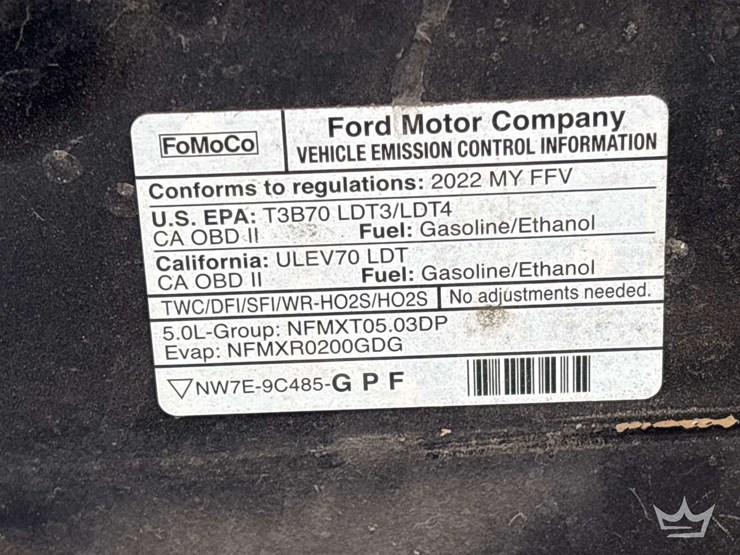 FoMoCo
Ford Motor Company
VEHICLE EMISSION CONTROL INFORMATION
Conforms to regulations: 2022 MY FFV
U.S. EPA: T3B70 LDT3/LDT4
CA OBD II Fuel: Gasoline/Ethanol
California: ULEV70 LDT
CA OBD II Fuel: Gasoline/Ethanol
TWC/DFI/SFI/WR-HO2S/HO2S No adjustments needed.
5.0L-Group: NFMXT05.03DP
Evap: NFMXR0200GDG
NW7E-9C485-G P F